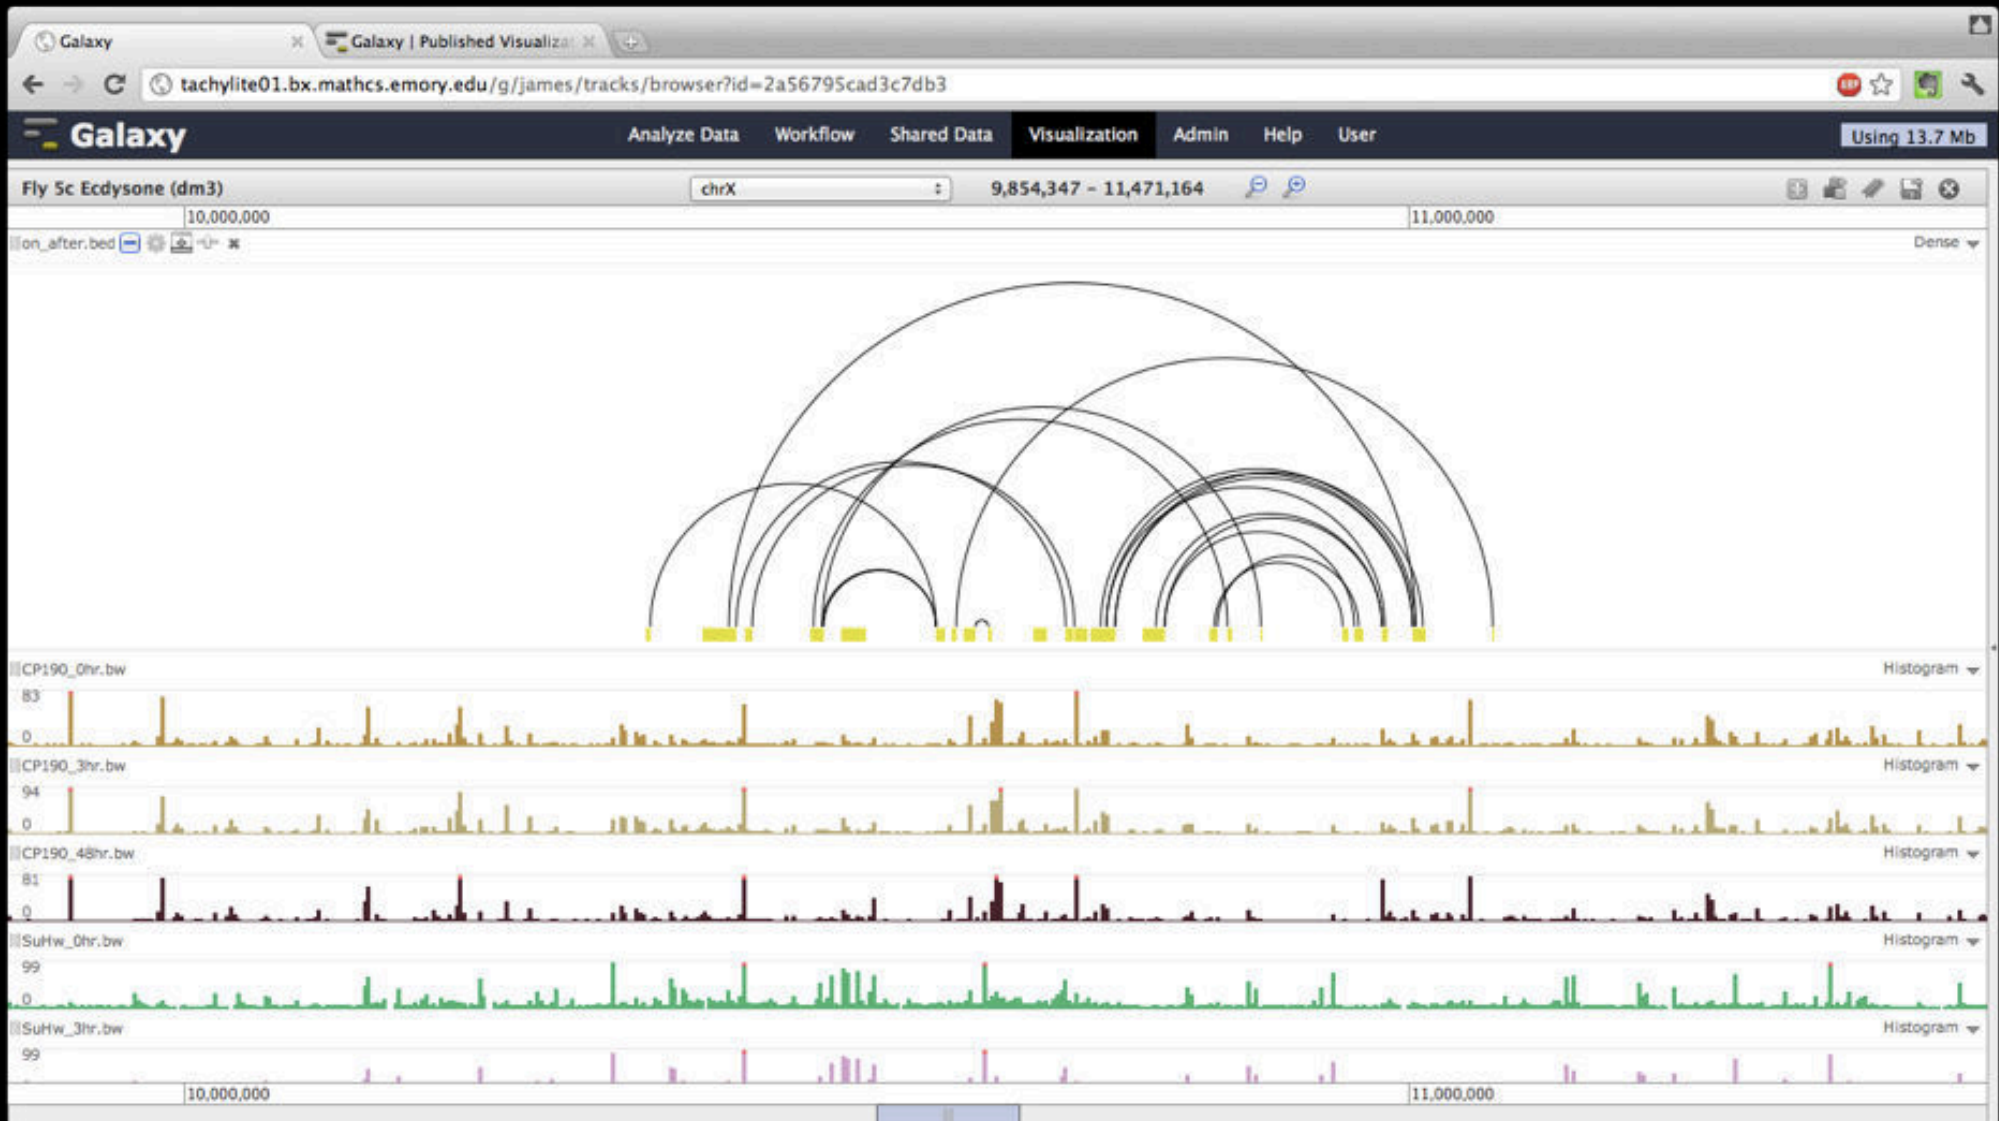 Galaxy
Galaxy | Published Visualiza
tachylite01.bx.mathcs.emory.edu/g/james/tracks/browser?id=2a56795cad3c7db3
Galaxy Analyze Data Workflow Shared Data Visualization Admin Help User Using 13.7 Mb
Fly 5c Ecdysone (dm3) chrX 9,854,347 - 11,471,164
10,000,000 11,000,000
on_after.bed Dense
CP190_0hr.bw Histogram
83
0
CP190_3hr.bw Histogram
94
0
CP190_48hr.bw Histogram
81
0
SuHw_0hr.bw Histogram
99
0
SuHw_3hr.bw Histogram
99
10,000,000 11,000,000